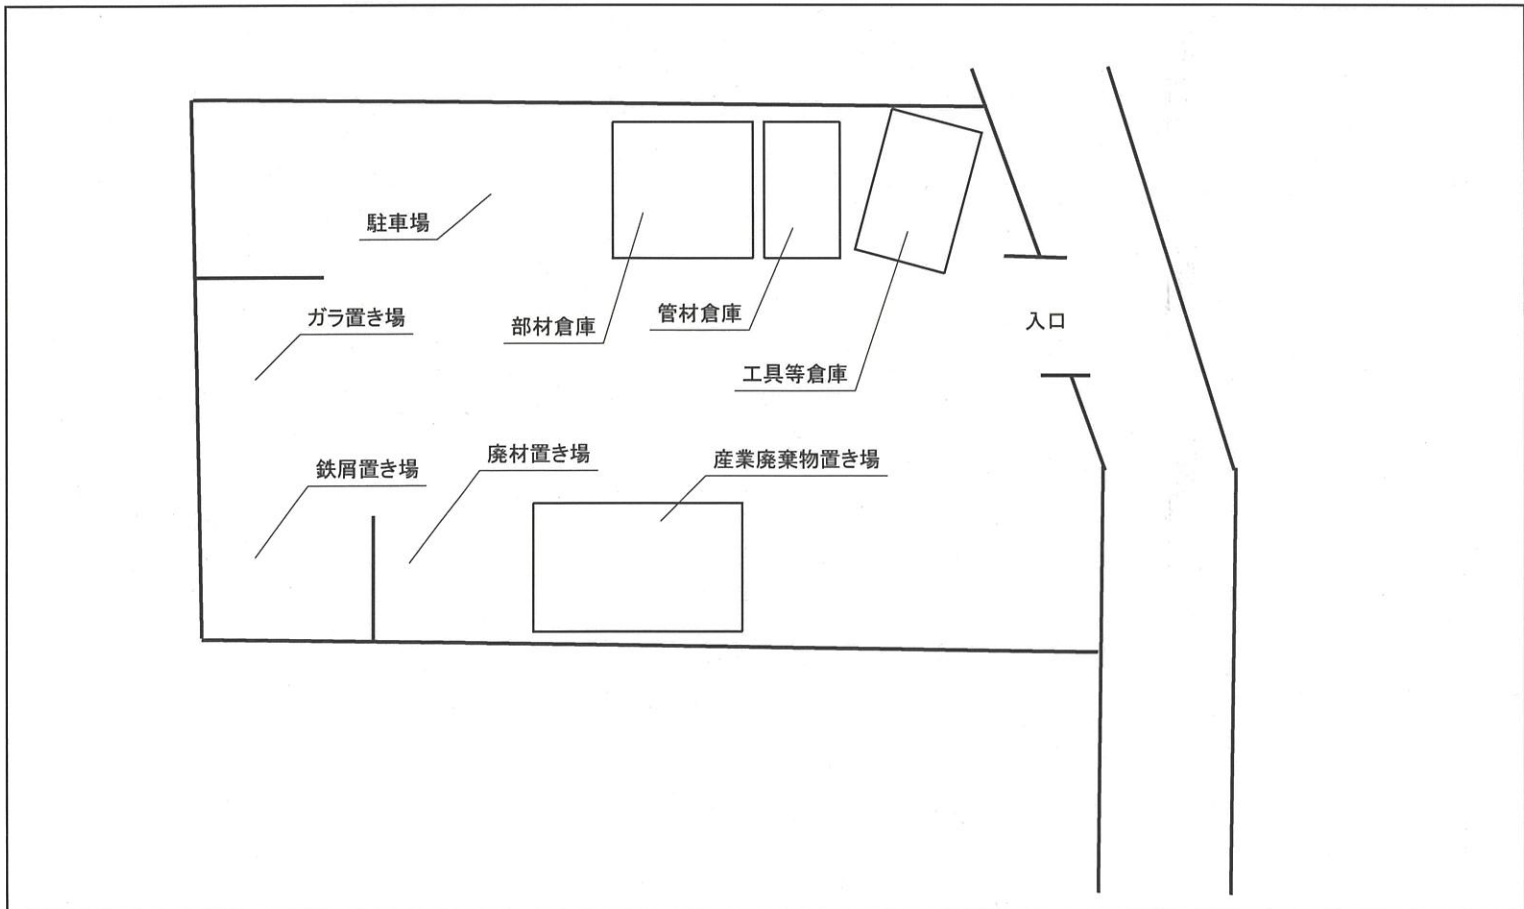 駐車場
ガラ置き場
部材倉庫
管材倉庫
工具等倉庫
入口
鉄屑置き場
廃材置き場
産業廃棄物置き場